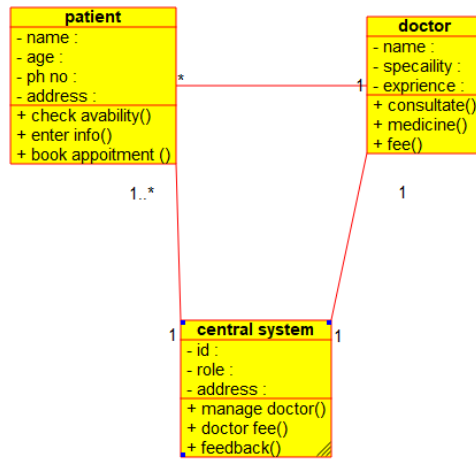 patient
- name :
- age :
- ph no :
- address :
+ check avability()
+ enter info()
+ book appoitment ()
doctor
- name :
- specaility :
- exprience :
+ consultate()
+ medicine()
+ fee()
*
1
1..*
1
1
1
central system
- id :
- role :
- address :
+ manage doctor()
+ doctor fee()
+ feedback()